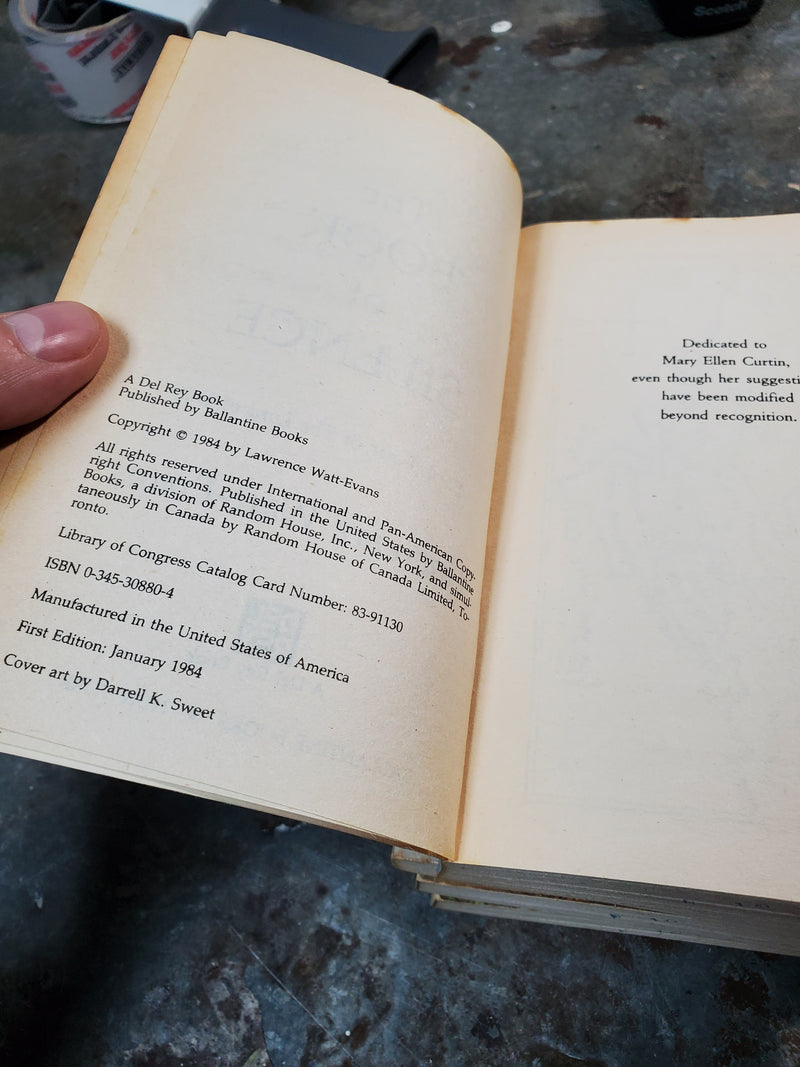 Scotch
A Del Rey Book
Published by Ballantine Books
Copyright © 1984 by Lawrence Watt-Evans
All rights reserved under International and Pan-American Copy-
right Conventions. Published in the United States by Ballantine
Books, a division of Random House, Inc., New York, and simul-
taneously in Canada by Random House of Canada Limited, To-
ronto.
Library of Congress Catalog Card Number: 83-91130
ISBN 0-345-30880-4
Manufactured in the United States of America
First Edition: January 1984
Cover art by Darrell K. Sweet
Dedicated to
Mary Ellen Curtin,
even though her suggesti
have been modified
beyond recognition.